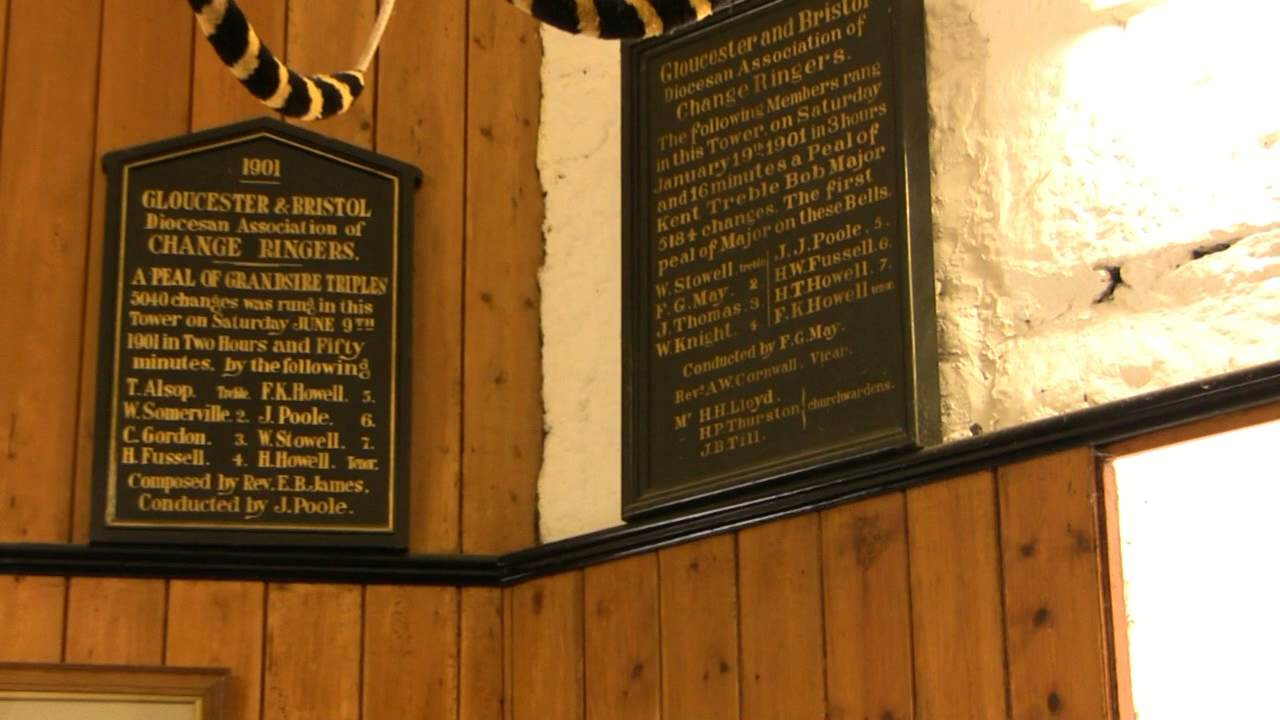 1901
GLOUCESTER & BRISTOL
Diocesan Association of
CHANGE RINGERS.
A PEAL OF GRANDSIRE TRIPLES
5040 changes was rung in this
Tower on Saturday JUNE 9TH
1901 in Two Hours and Fifty
minutes, by the following
T. Alsop. Treble. F.K. Howell. 5.
W. Somerville. 2. J. Poole. 6.
C. Gordon. 3. W. Stowell. 7.
H. Fussell. 4. H. Howell. Tenor.
Composed by Rev. E.B. James.
Conducted by J. Poole.
Gloucester and Bristol
Diocesan Association of
Change Ringers.
The following Members rang
in this Tower, on Saturday
January 19th 1901 in 3 hours
and 16 minutes a Peal of
Kent Treble Bob Major
5184 changes. The first
peal of Major on these Bells.
W. Stowell. treble J.J. Poole. 5.
F.G. May. 2 H.W. Fussell. 6.
J. Thomas. 3 H.T. Howell. 7.
W. Knight. 4 F.K. Howell tenor.
Conducted by F.G. May.
Revd. A.W. Cornwall. Vicar.
Mr H.H. Lloyd.
H.P. Thurston churchwardens.
J.B. Till.